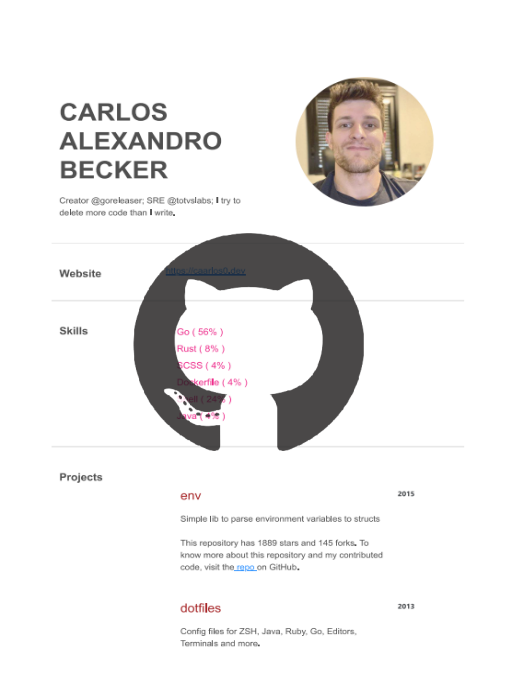 CARLOS
ALEXANDRO
BECKER
Creator @goreleaser; SRE @totvslabs; I try to
delete more code than I write.
Website
Skills
Go ( 56% )
Rust ( 8% )
SCSS ( 4% )
Dockerfile ( 4% )
Shell ( 24% )
Java ( 4% )
Projects
env 2015
Simple lib to parse environment variables to structs
This repository has 1889 stars and 145 forks. To
know more about this repository and my contributed
code, visit the repo on GitHub.
dotfiles 2013
Config files for ZSH, Java, Ruby, Go, Editors,
Terminals and more.